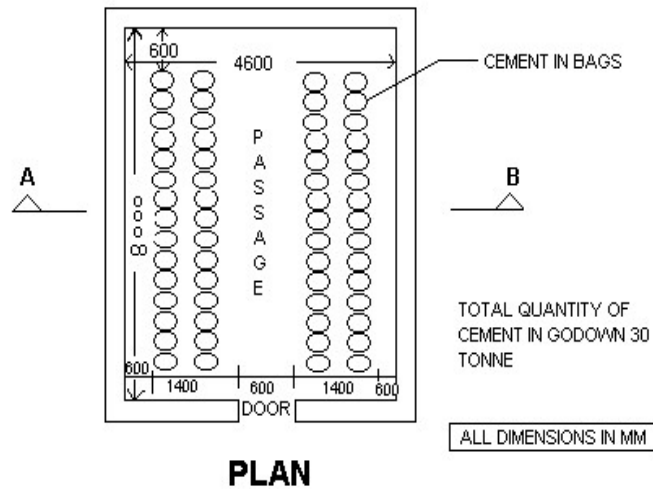 600
4600
CEMENT IN BAGS
PASSAGE
A
B
8000
TOTAL QUANTITY OF
CEMENT IN GODOWN 30
TONNE
600
1400
600
1400
600
DOOR
ALL DIMENSIONS IN MM
PLAN